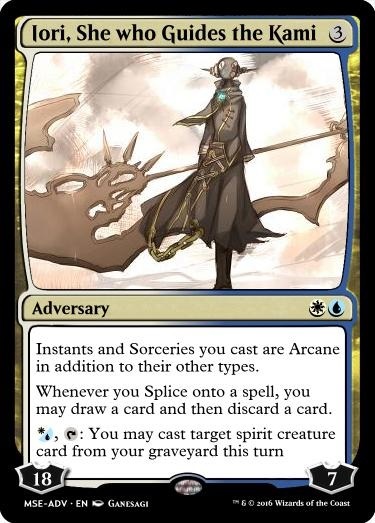 Iori, She who Guides the Kami 3
Adversary
Instants and Sorceries you cast are Arcane
in addition to their other types.
Whenever you Splice onto a spell, you
may draw a card and then discard a card.
, : You may cast target spirit creature
card from your graveyard this turn
18 7
MSE-ADV • EN GANESAGI ™ & © 2016 Wizards of the Coast